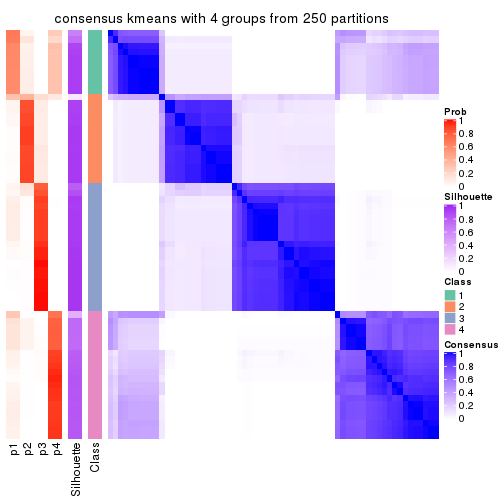 consensus kmeans with 4 groups from 250 partitions
Prob
1
0.8
0.6
0.4
0.2
0
Silhouette
1
0.8
0.6
0.4
0.2
0
Class
1
2
3
4
Consensus
1
0.8
0.6
0.4
0.2
0
p1
p2
p3
p4
Silhouette
Class